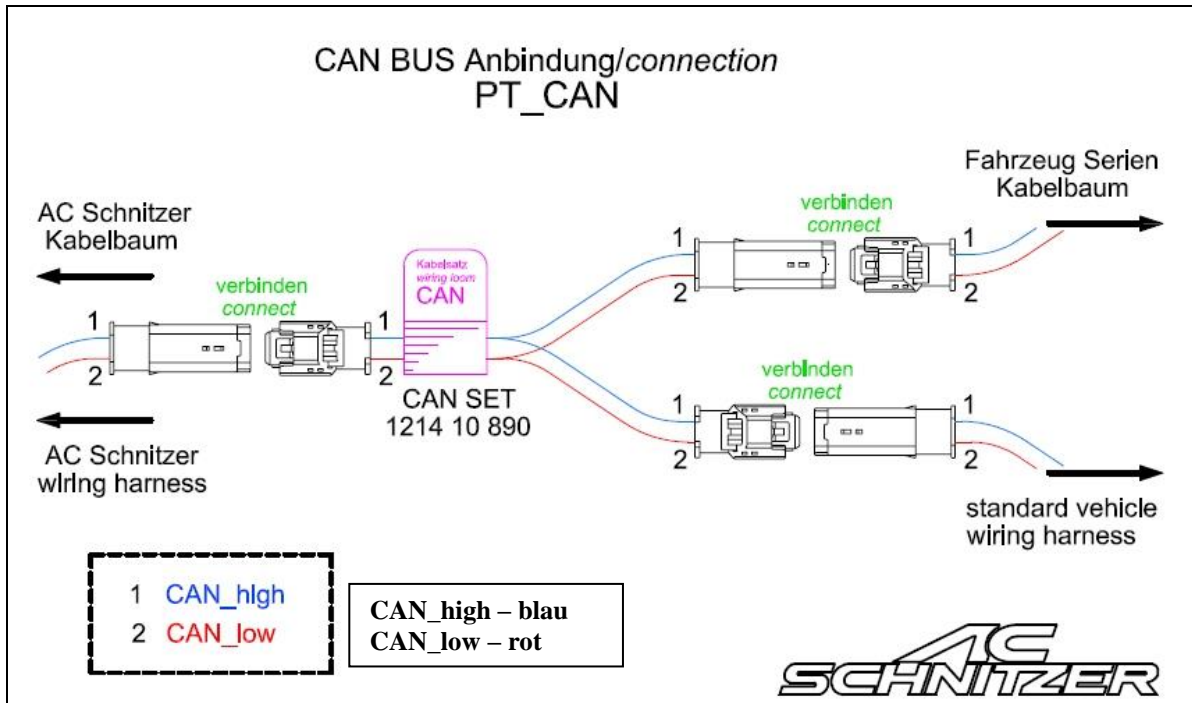 CAN BUS Anbindung/connection
PT_CAN
AC Schnitzer
Kabelbaum
verbinden
connect
1
2
1
2
Kabelsatz
wiring loom
CAN
CAN SET
1214 10 890
AC Schnitzer
wiring harness
Fahrzeug Serien
Kabelbaum
verbinden
connect
1
2
1
2
verbinden
connect
1
2
1
2
standard vehicle
wiring harness
1 CAN_high
2 CAN_low
CAN_high – blau
CAN_low – rot
AC
SCHNITZER